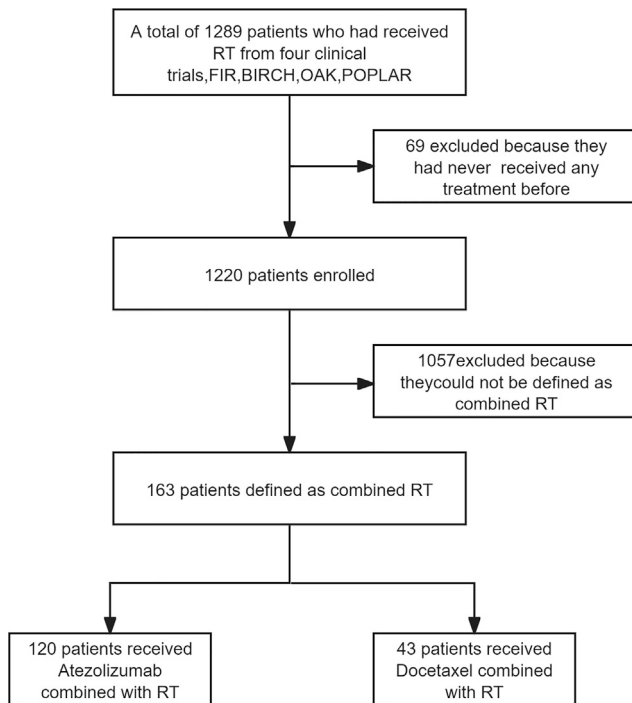 A total of 1289 patients who had received
RT from four clinical
trials,FIR,BIRCH,OAK,POPLAR
69 excluded because they
had never received any
treatment before
1220 patients enrolled
1057excluded because
theycould not be defined as
combined RT
163 patients defined as combined RT
120 patients received
Atezolizumab
combined with RT
43 patients received
Docetaxel combined
with RT